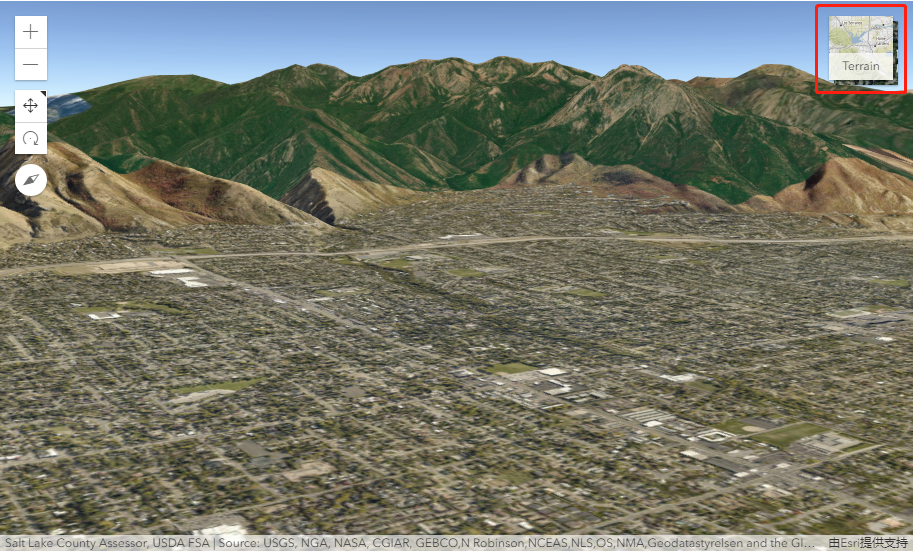 Terrain
Salt Lake County Assessor, USDA FSA | Source: USGS, NGA, NASA, CGIAR, GEBCO,N Robinson,NCEAS,NLS,OS,NMA,Geodatastyrelsen and the GI... 由Esri提供支持